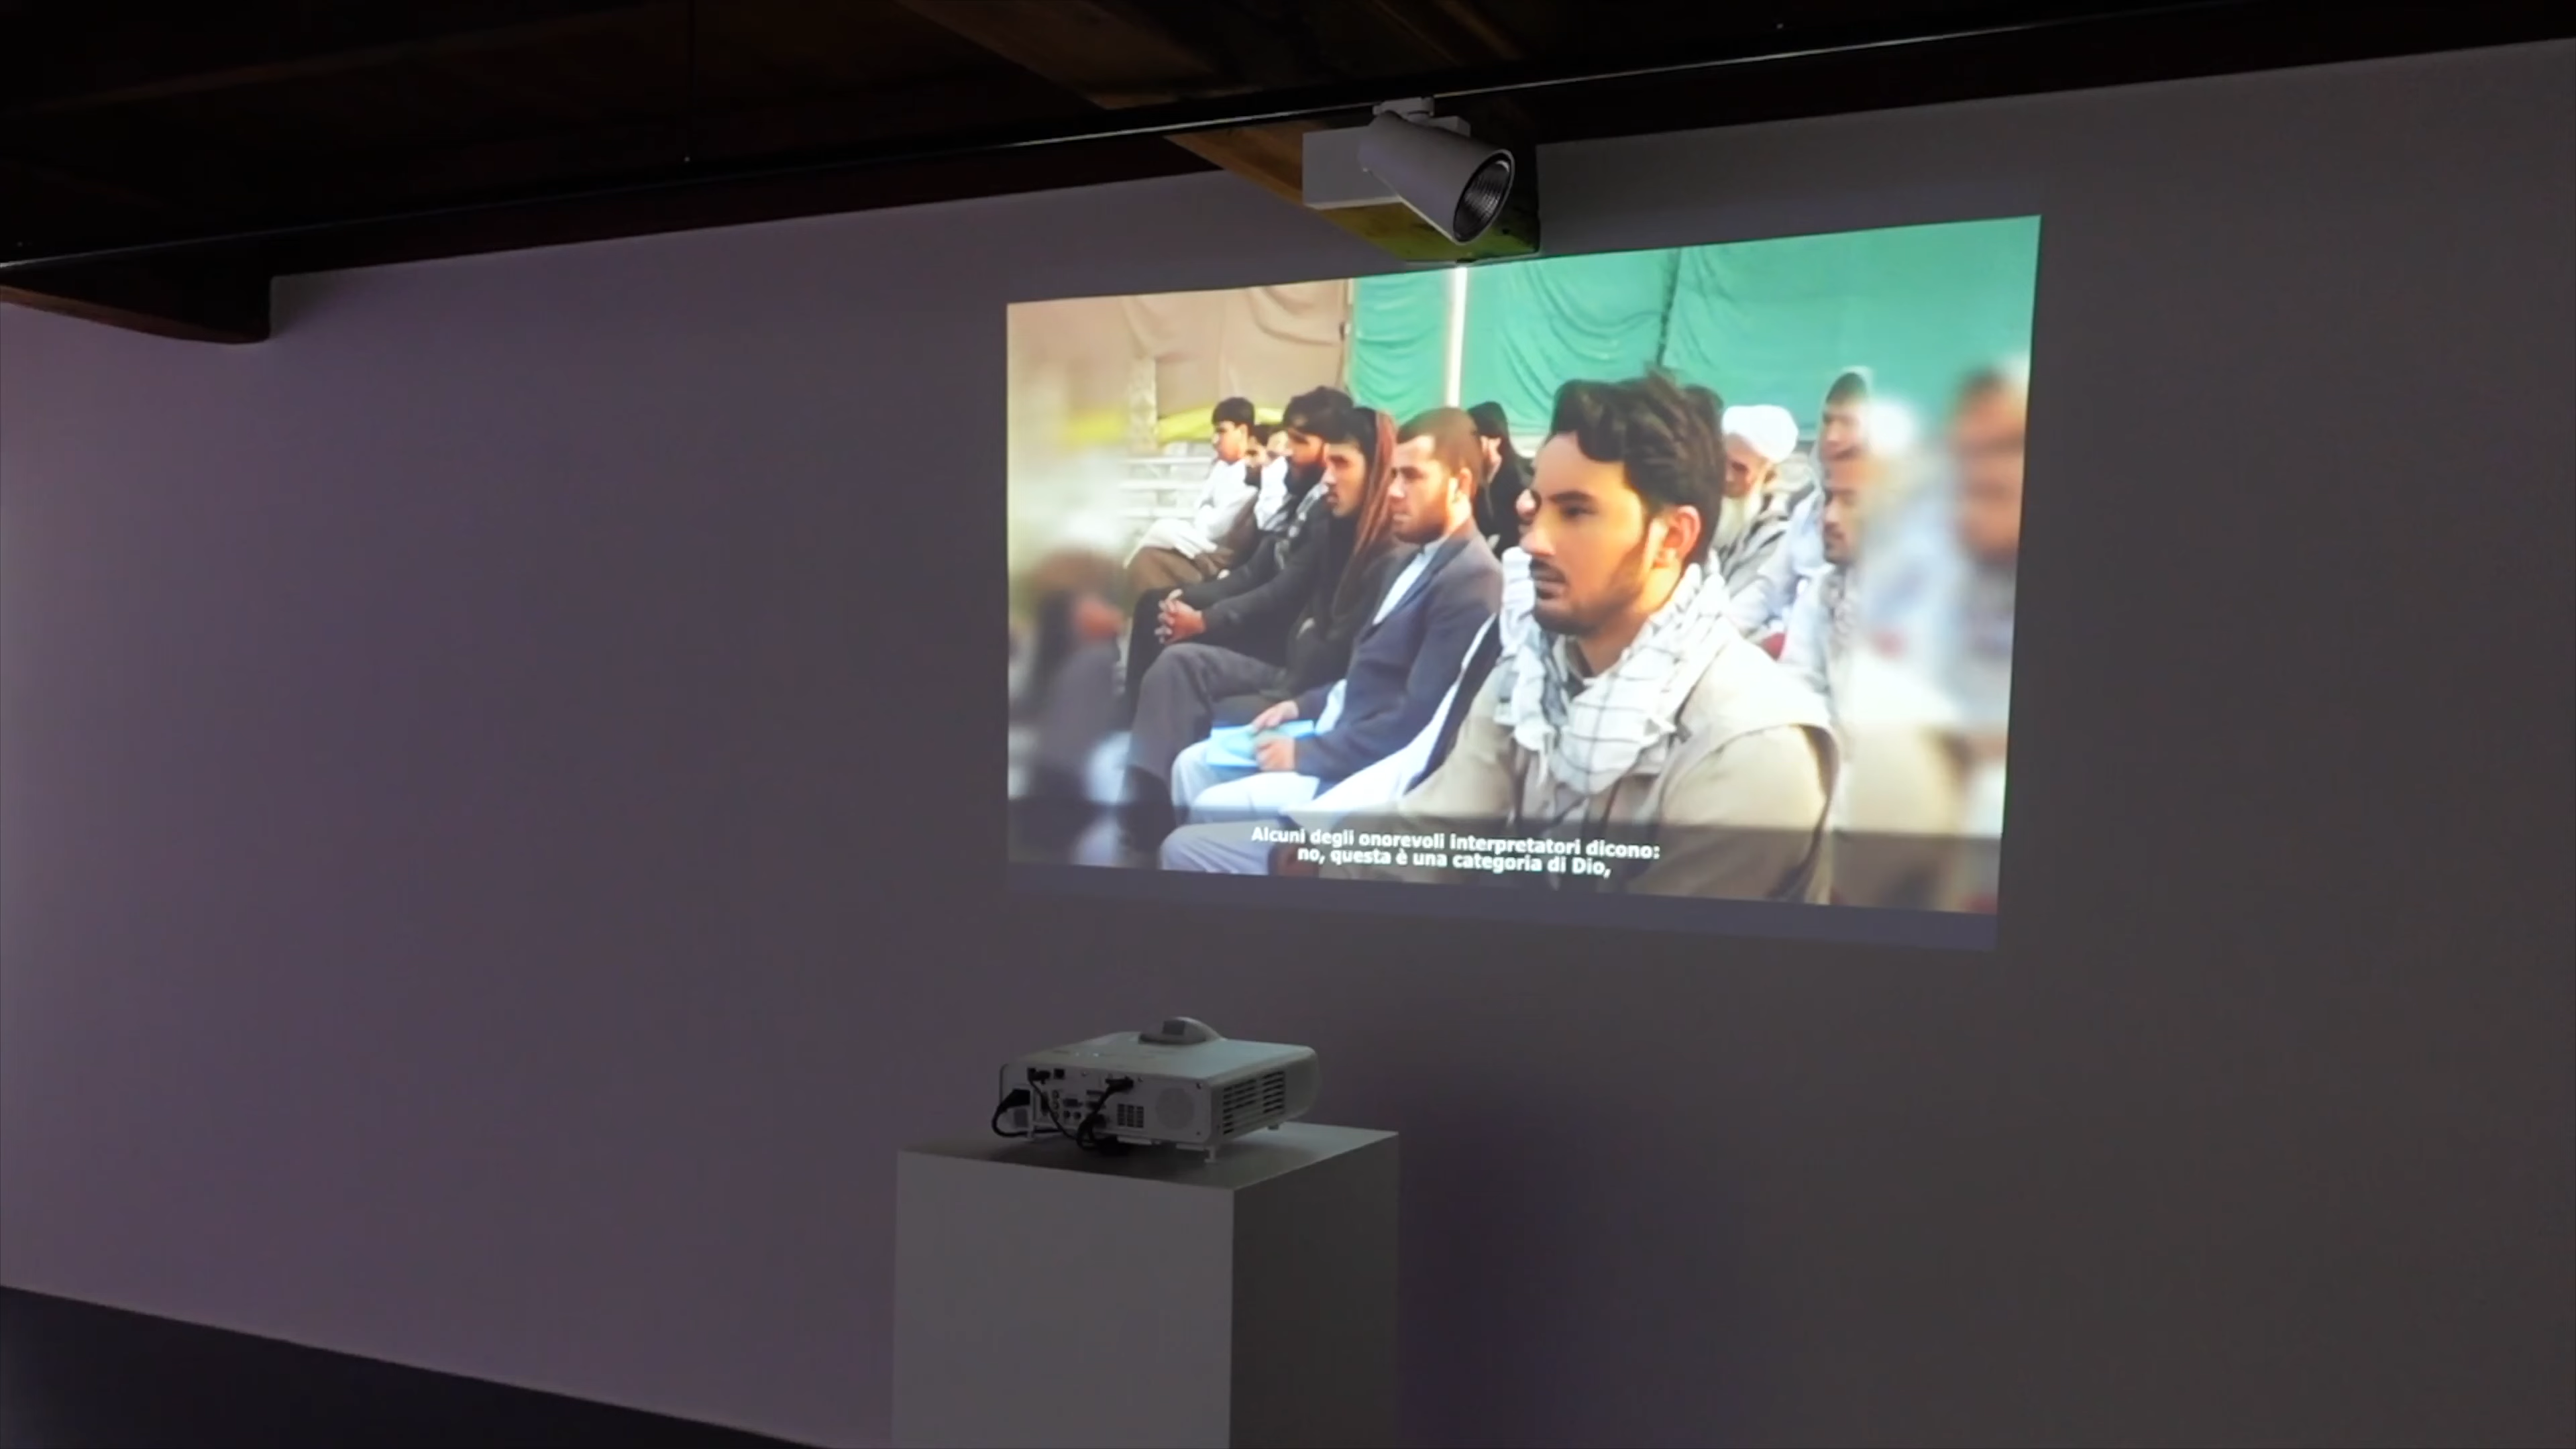 Alcuni degli onorevoli interpretatori dicono:
no, questa è una categoria di Dio,